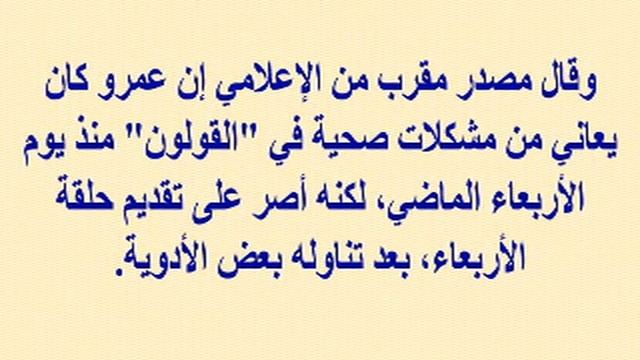 وقال مصدر مقرب من الإعلامي إن عمرو كان
يعاني من مشكلات صحية في "القولون" منذ يوم
الأربعاء الماضي، لكنه أصر على تقديم حلقة
الأربعاء، بعد تناوله بعض الأدوية.